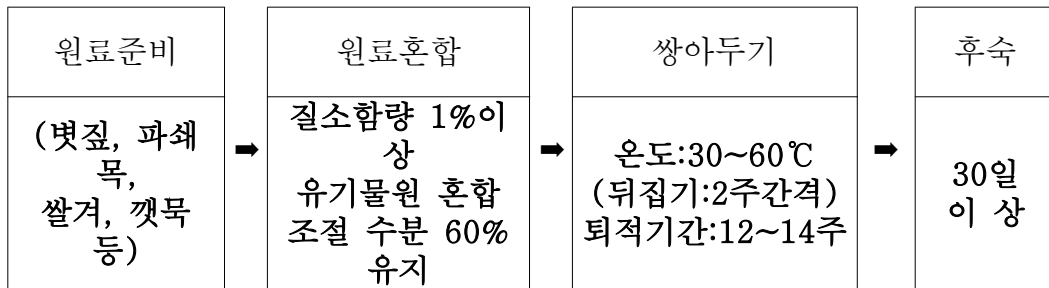 원료준비
(볏짚, 파쇄
목,
쌀겨, 깻묵
등)
➡
원료혼합
질소함량 1%이
상
유기물원 혼합
조절 수분 60%
유지
➡
쌓아두기
온도:30~60℃
(뒤집기:2주간격)
퇴적기간:12~14주
➡
후숙
30일
이 상